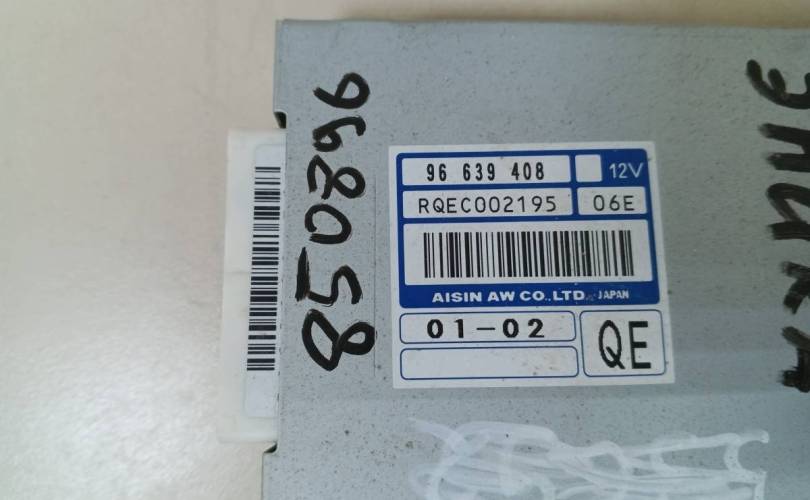 850896
96 639 408
12V
RQEC002195
06E
AISIN AW CO.,LTD. JAPAN
01-02
QE